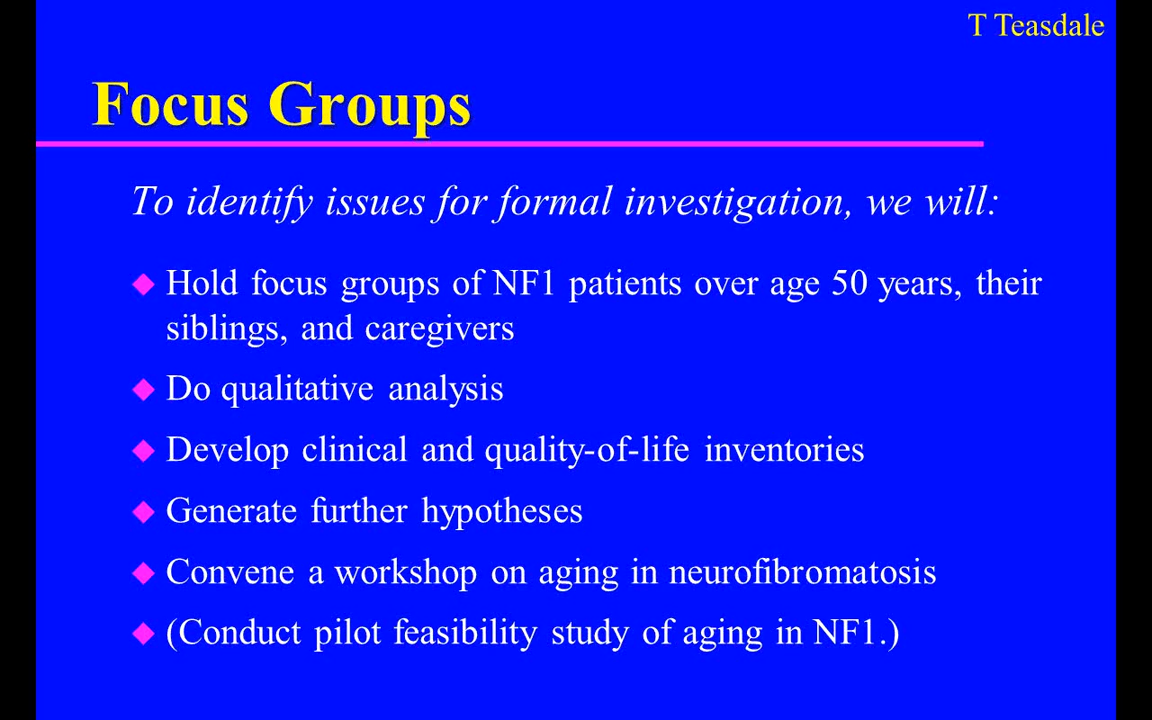 T Teasdale
Focus Groups
To identify issues for formal investigation, we will:
Hold focus groups of NF1 patients over age 50 years, their
siblings, and caregivers
Do qualitative analysis
Develop clinical and quality-of-life inventories
Generate further hypotheses
Convene a workshop on aging in neurofibromatosis
(Conduct pilot feasibility study of aging in NF1.)